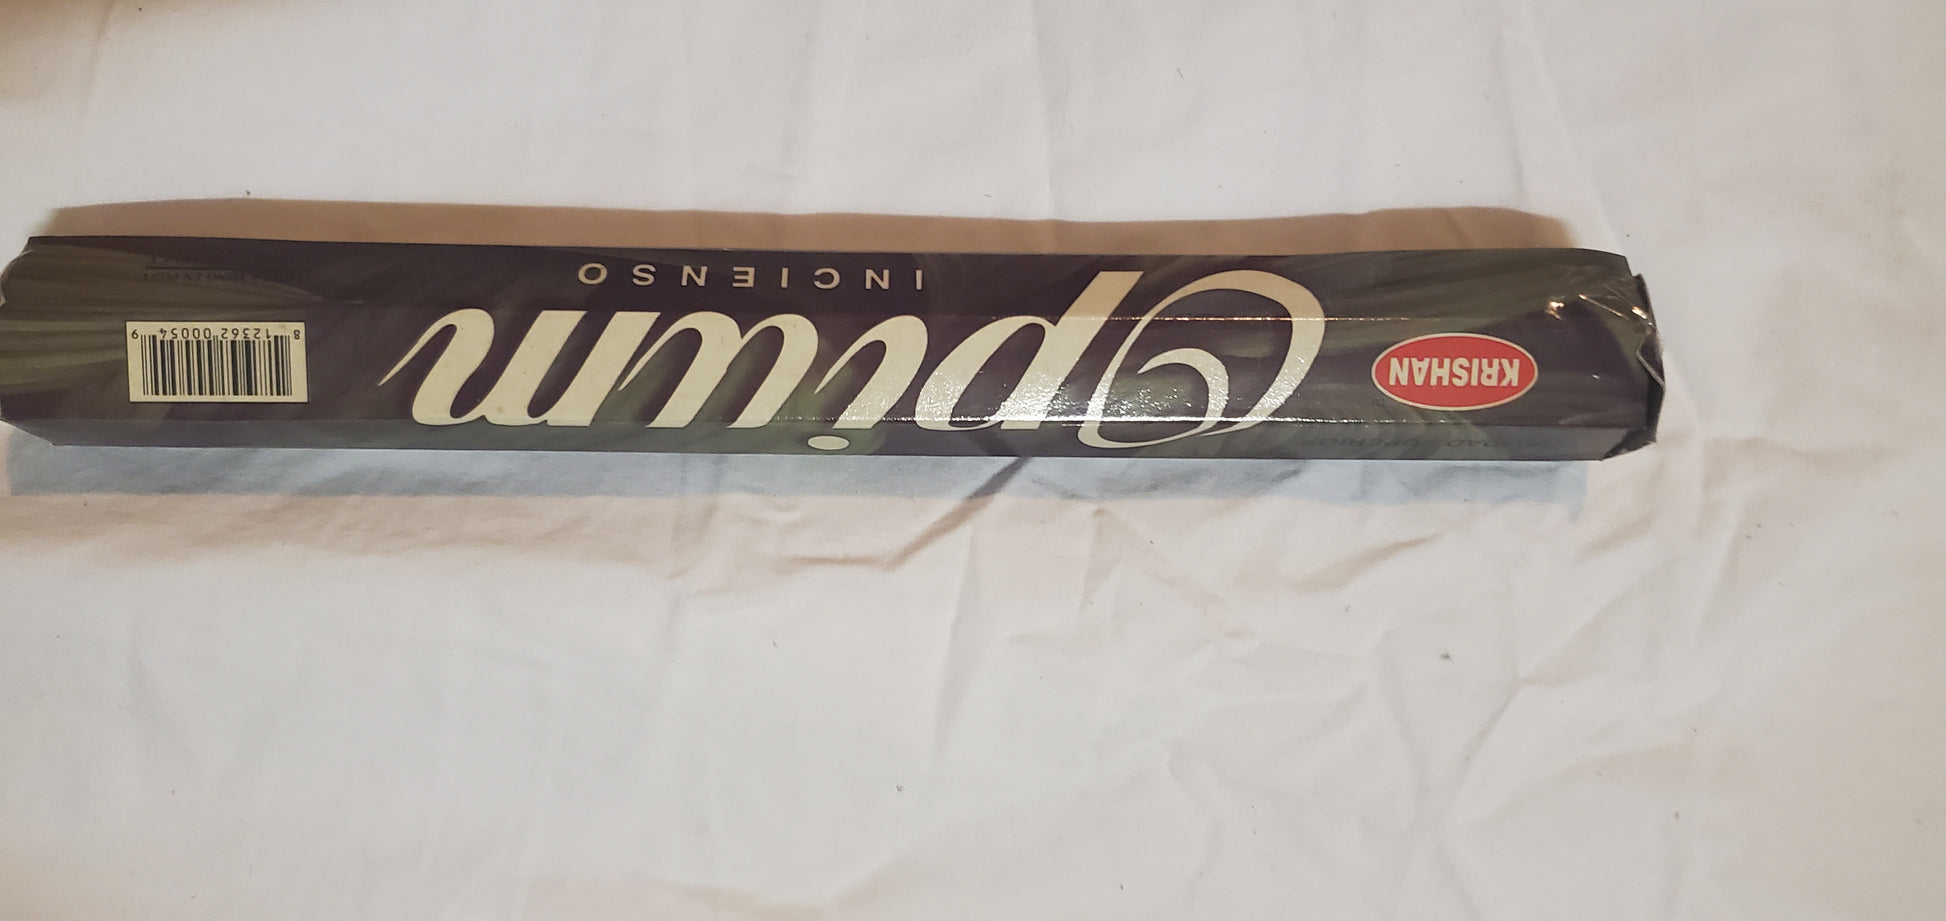 KRISHAN
Opium
INCIENSO
8 12362 00054 9